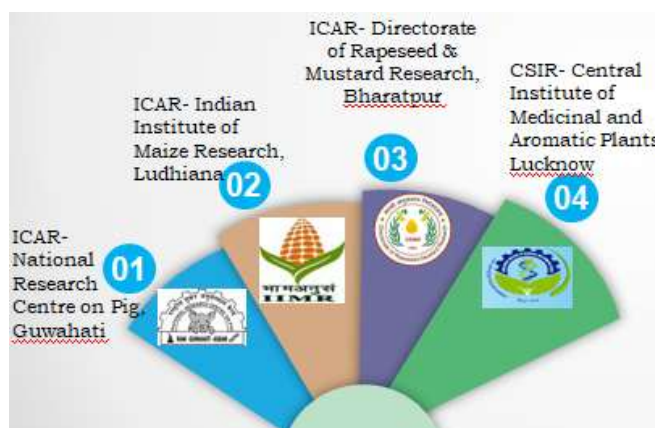 ICAR-
National
Research
Centre on Pig,
Guwahati
01
ICAR- Indian
Institute of
Maize Research,
Ludhiana
02
ICAR- Directorate
of Rapeseed &
Mustard Research,
Bharatpur
03
CSIR- Central
Institute of
Medicinal and
Aromatic Plants
Lucknow
04
भा म अनु सं
IIMR